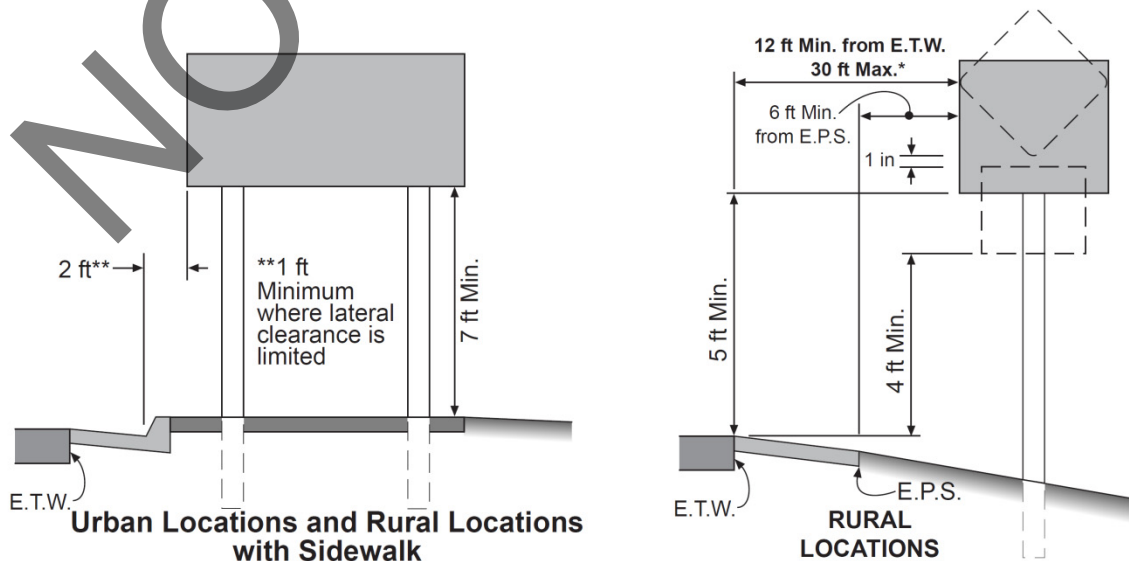 NO
2 ft**
**1 ft
Minimum
where lateral
clearance is
limited
7 ft Min.
E.T.W.
Urban Locations and Rural Locations
with Sidewalk
12 ft Min. from E.T.W.
30 ft Max.*
6 ft Min.
from E.P.S.
1 in
5 ft Min.
4 ft Min.
E.T.W.
E.P.S.
RURAL
LOCATIONS